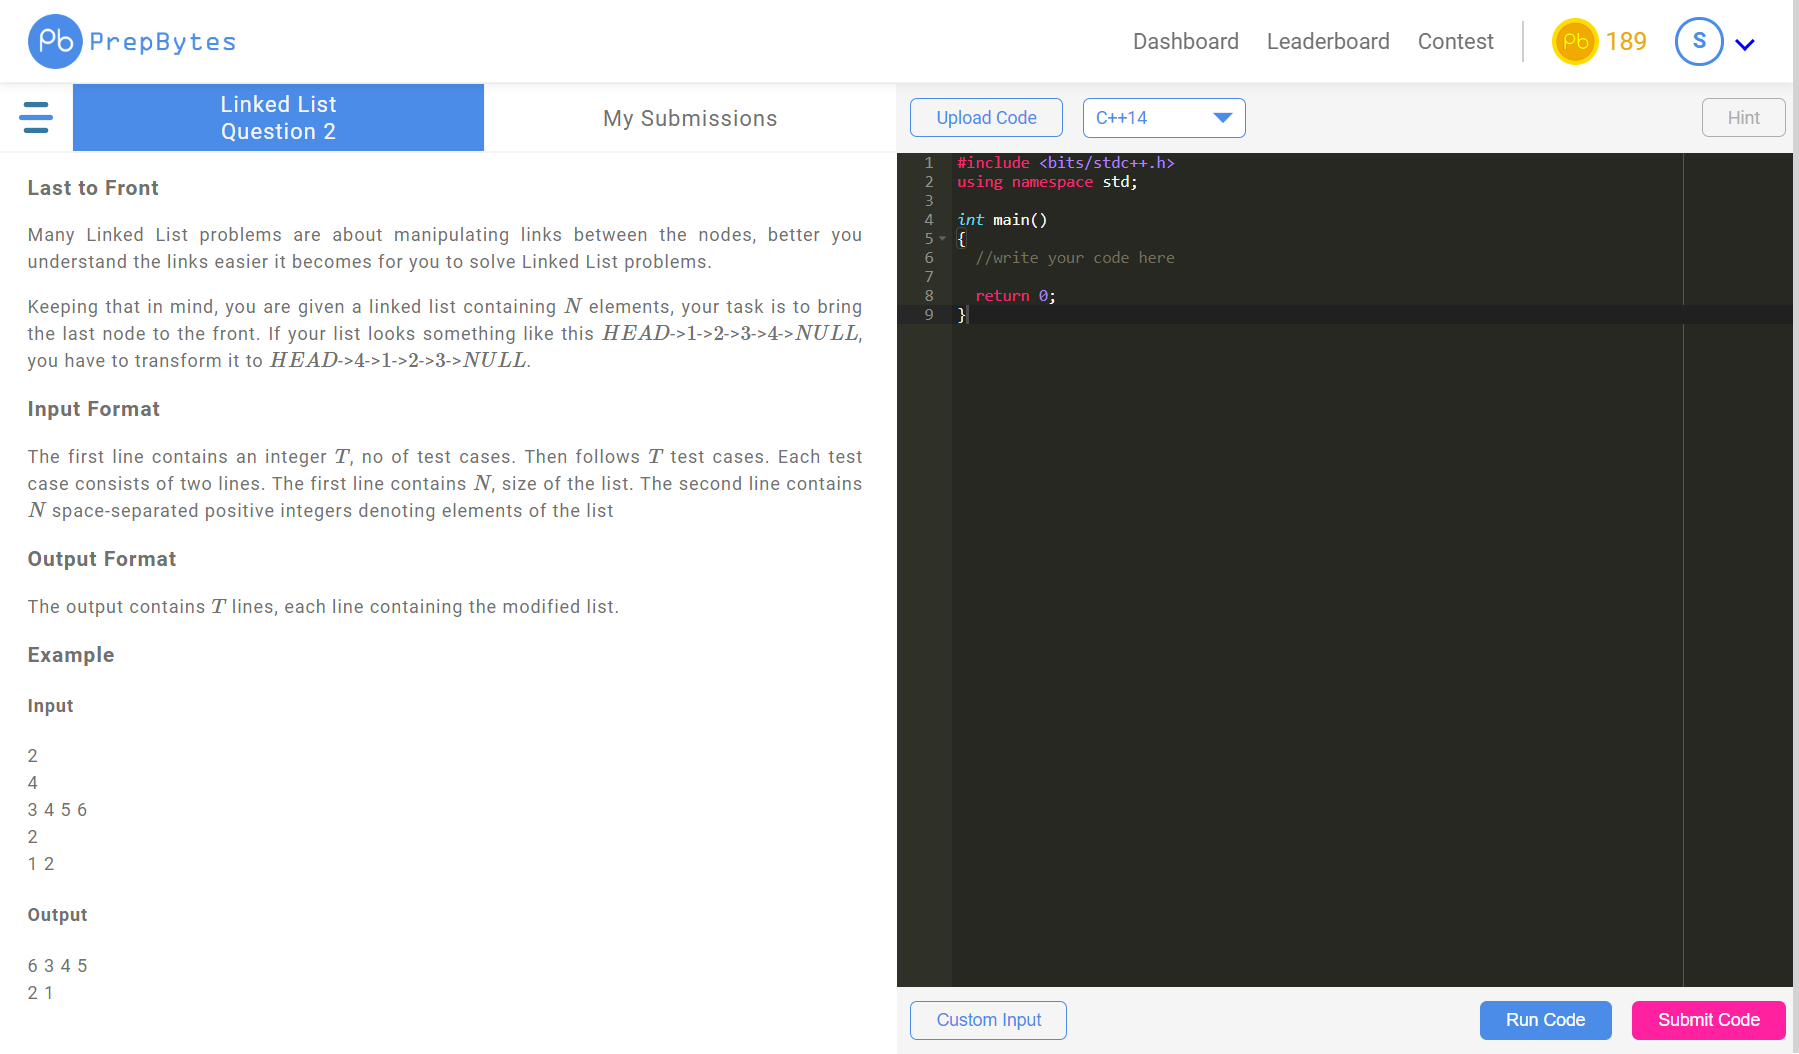 Pb PrepBytes
Dashboard Leaderboard Contest Pb 189 S
Linked List
Question 2
My Submissions
Upload Code C++14 Hint
Last to Front
Many Linked List problems are about manipulating links between the nodes, better you
understand the links easier it becomes for you to solve Linked List problems.
Keeping that in mind, you are given a linked list containing N elements, your task is to bring
the last node to the front. If your list looks something like this HEAD->1->2->3->4->NULL,
you have to transform it to HEAD->4->1->2->3->NULL.
Input Format
The first line contains an integer T, no of test cases. Then follows T test cases. Each test
case consists of two lines. The first line contains N, size of the list. The second line contains
N space-separated positive integers denoting elements of the list
Output Format
The output contains T lines, each line containing the modified list.
Example
Input
2
4
3 4 5 6
2
1 2
Output
6 3 4 5
2 1
1 #include <bits/stdc++.h>
2 using namespace std;
3
4 int main()
5 {
6 //write your code here
7
8 return 0;
9 }
Custom Input Run Code Submit Code